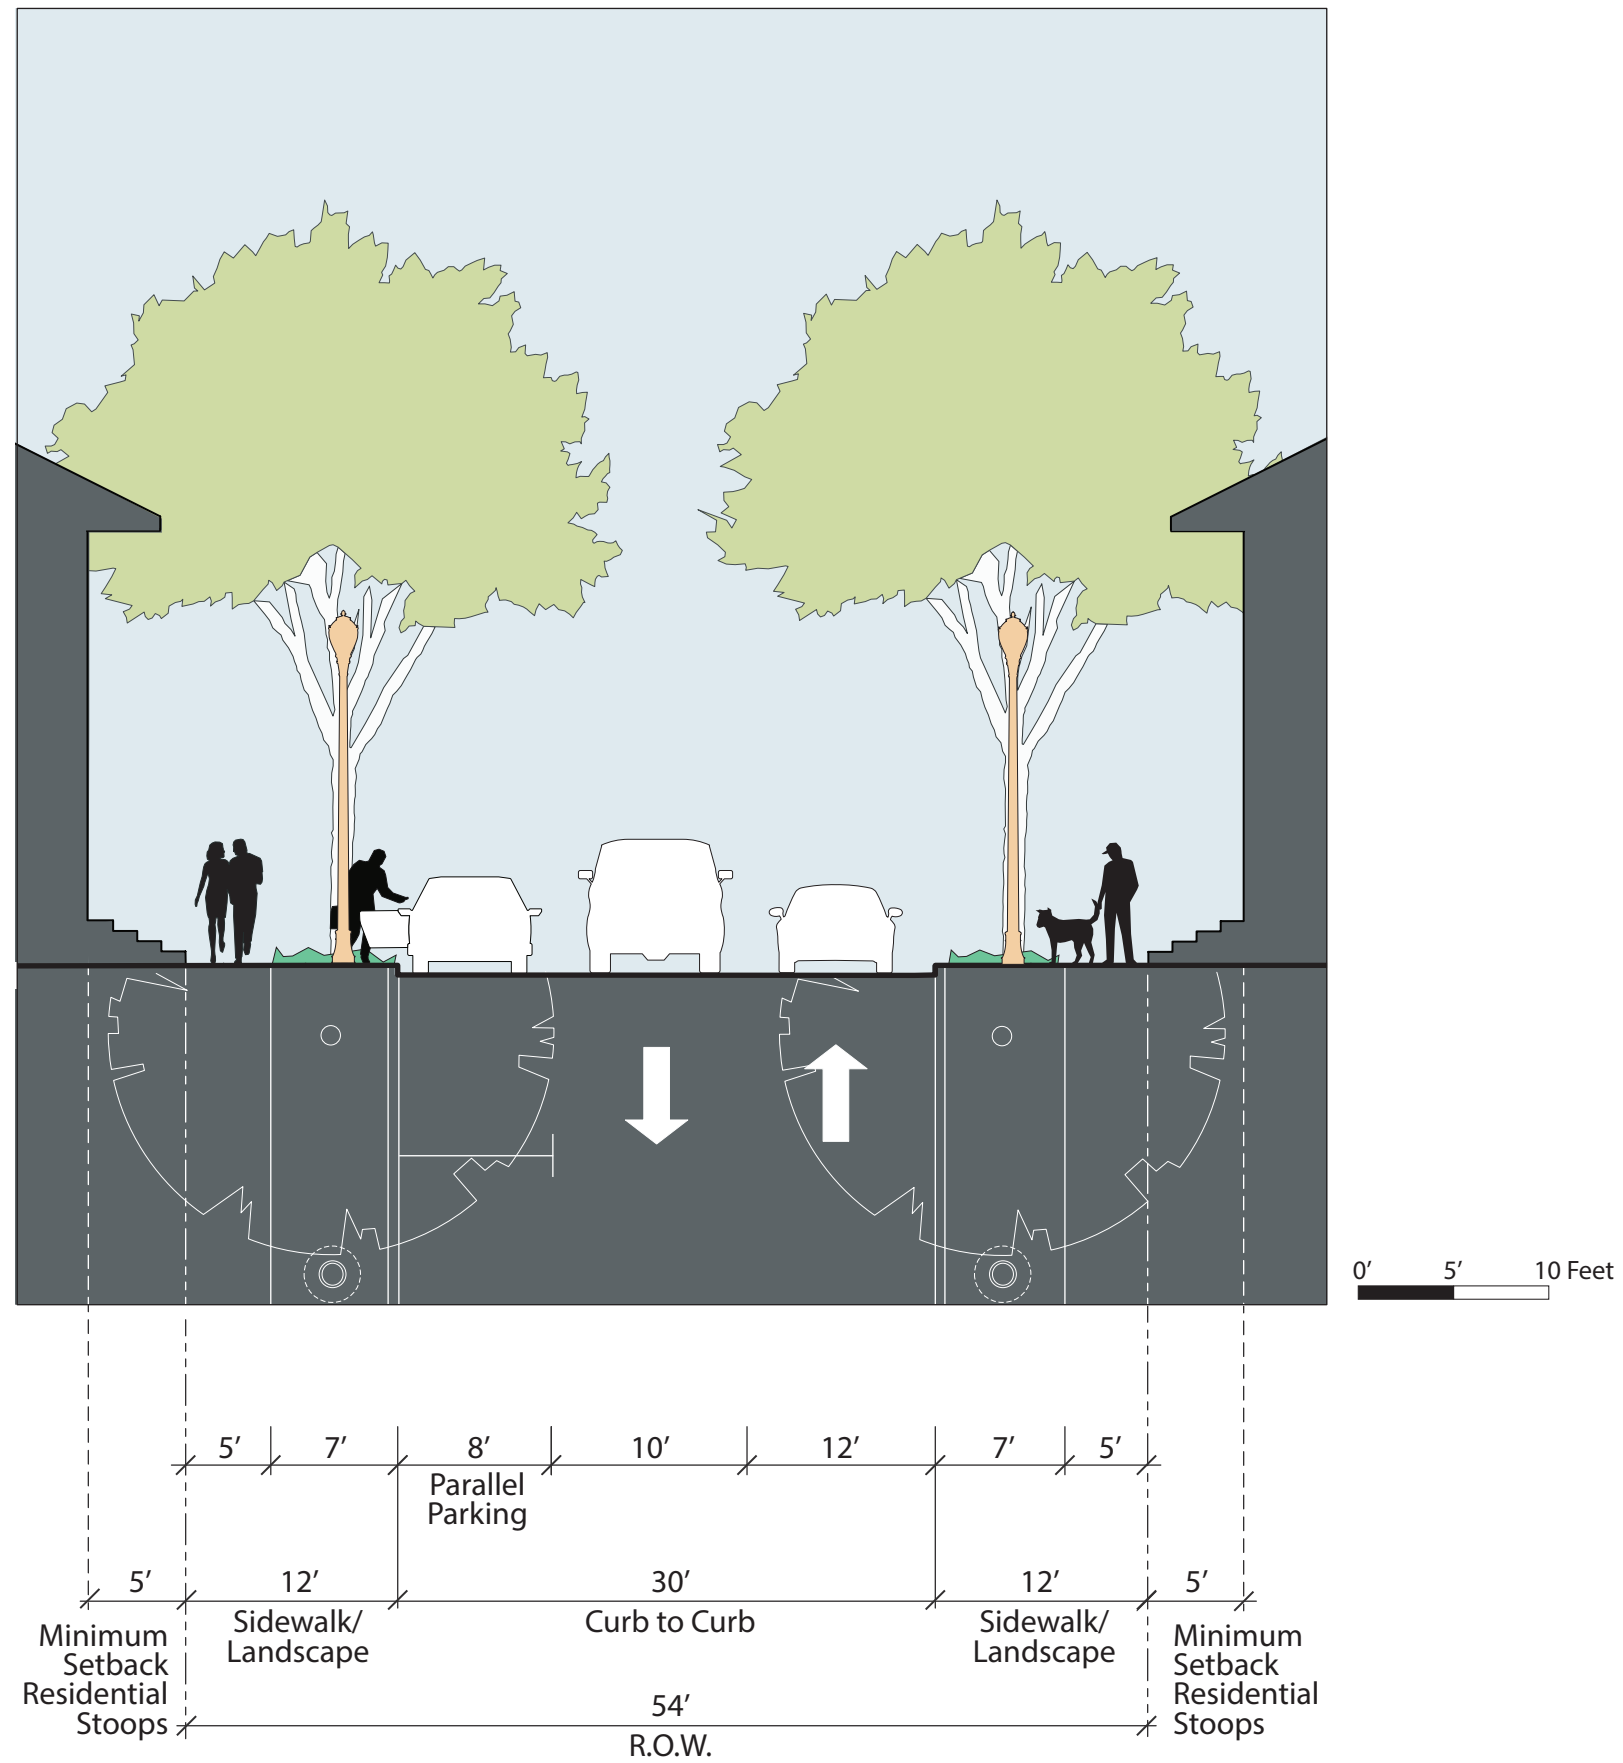 0’ 5’ 10 Feet
5’ 7’ 8’ 10’ 12’ 7’ 5’
Parallel
Parking
5’ 12’ 30’ 12’ 5’
Minimum
Setback
Residential
Stoops
Sidewalk/
Landscape
Curb to Curb
Sidewalk/
Landscape
Minimum
Setback
Residential
Stoops
54’
R.O.W.